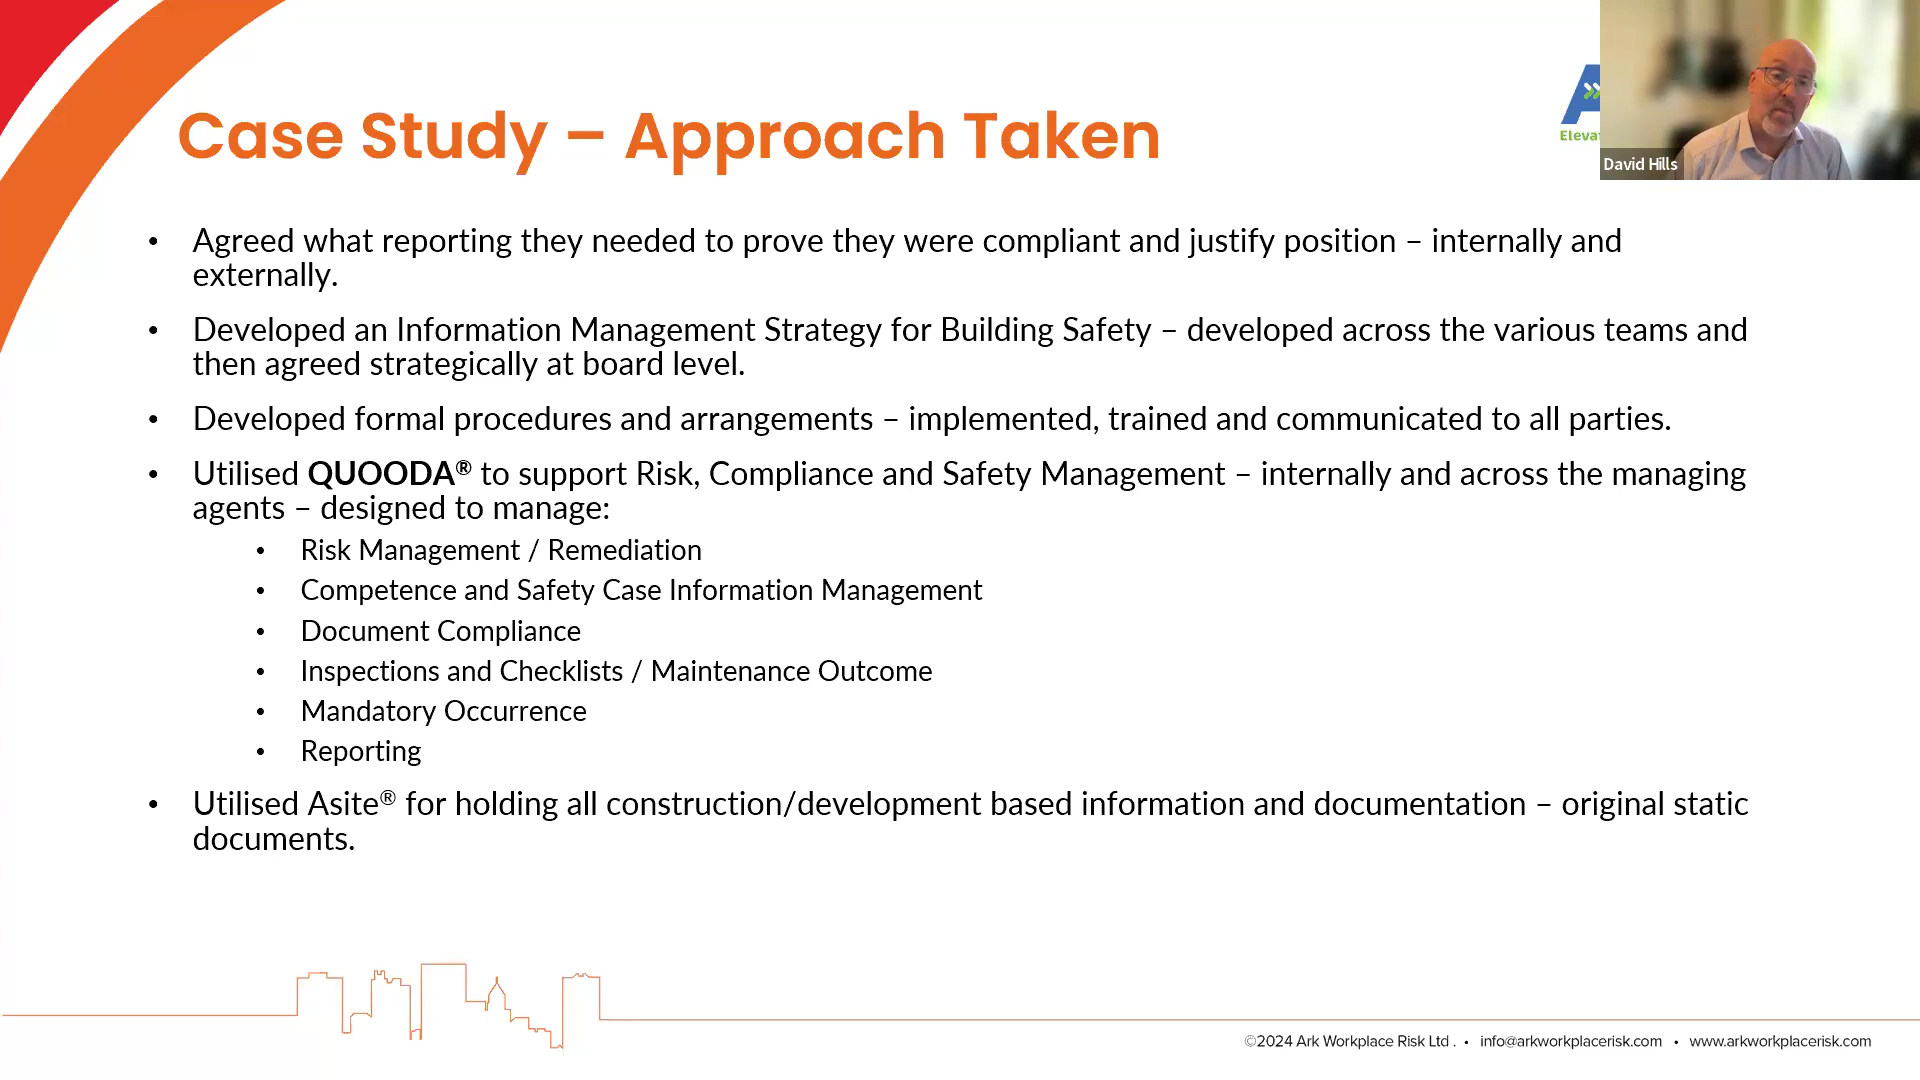 Case Study – Approach Taken
Elevat
David Hills
• Agreed what reporting they needed to prove they were compliant and justify position – internally and
externally.
• Developed an Information Management Strategy for Building Safety – developed across the various teams and
then agreed strategically at board level.
• Developed formal procedures and arrangements – implemented, trained and communicated to all parties.
• Utilised QUOODA® to support Risk, Compliance and Safety Management – internally and across the managing
agents – designed to manage:
• Risk Management / Remediation
• Competence and Safety Case Information Management
• Document Compliance
• Inspections and Checklists / Maintenance Outcome
• Mandatory Occurrence
• Reporting
• Utilised Asite® for holding all construction/development based information and documentation – original static
documents.
©2024 Ark Workplace Risk Ltd . • info@arkworkplacerisk.com • www.arkworkplacerisk.com